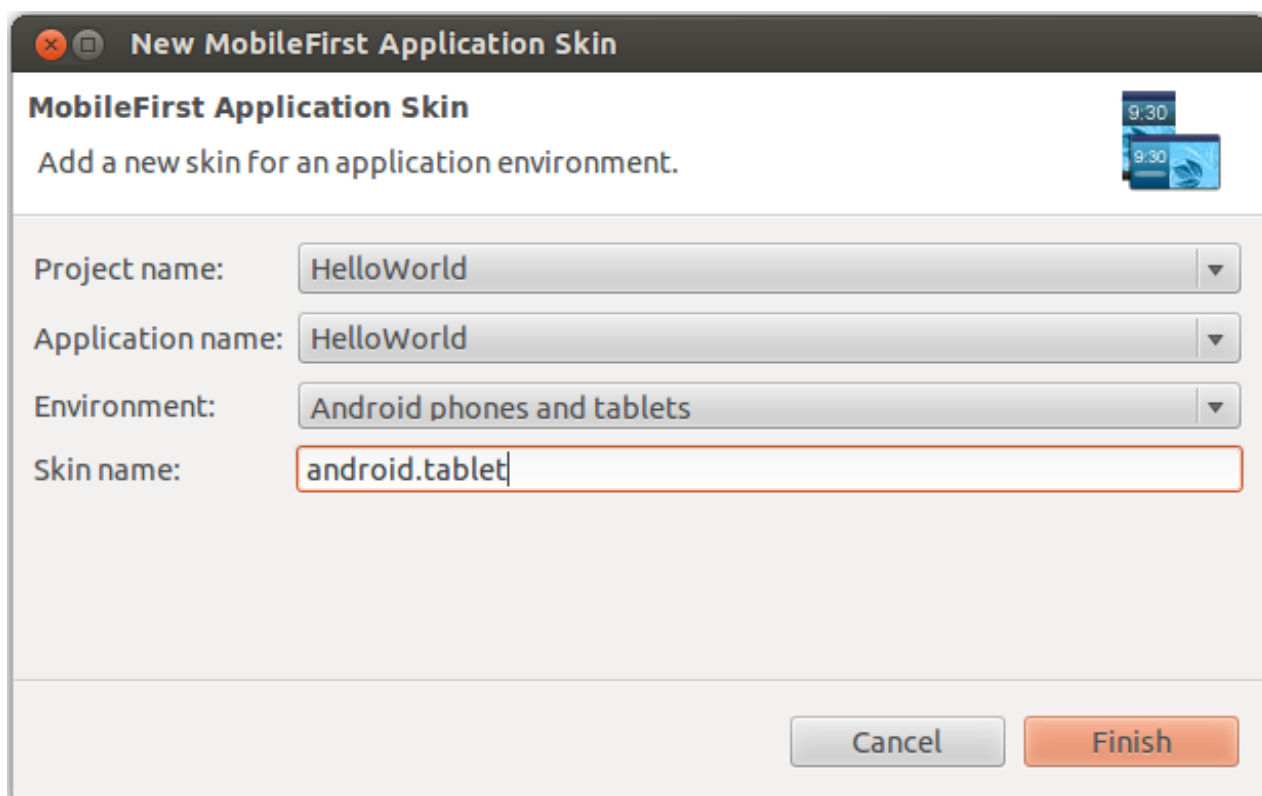 New MobileFirst Application Skin
MobileFirst Application Skin
Add a new skin for an application environment.
9:30
9:30
Project name: HelloWorld
Application name: HelloWorld
Environment: Android phones and tablets
Skin name: android.tablet
Cancel Finish